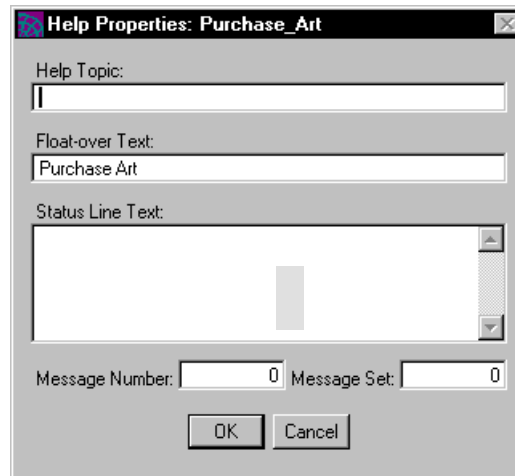 Help Properties: Purchase_Art
Help Topic:
Float-over Text:
Purchase Art
Status Line Text:
Message Number: 0 Message Set: 0
OK Cancel